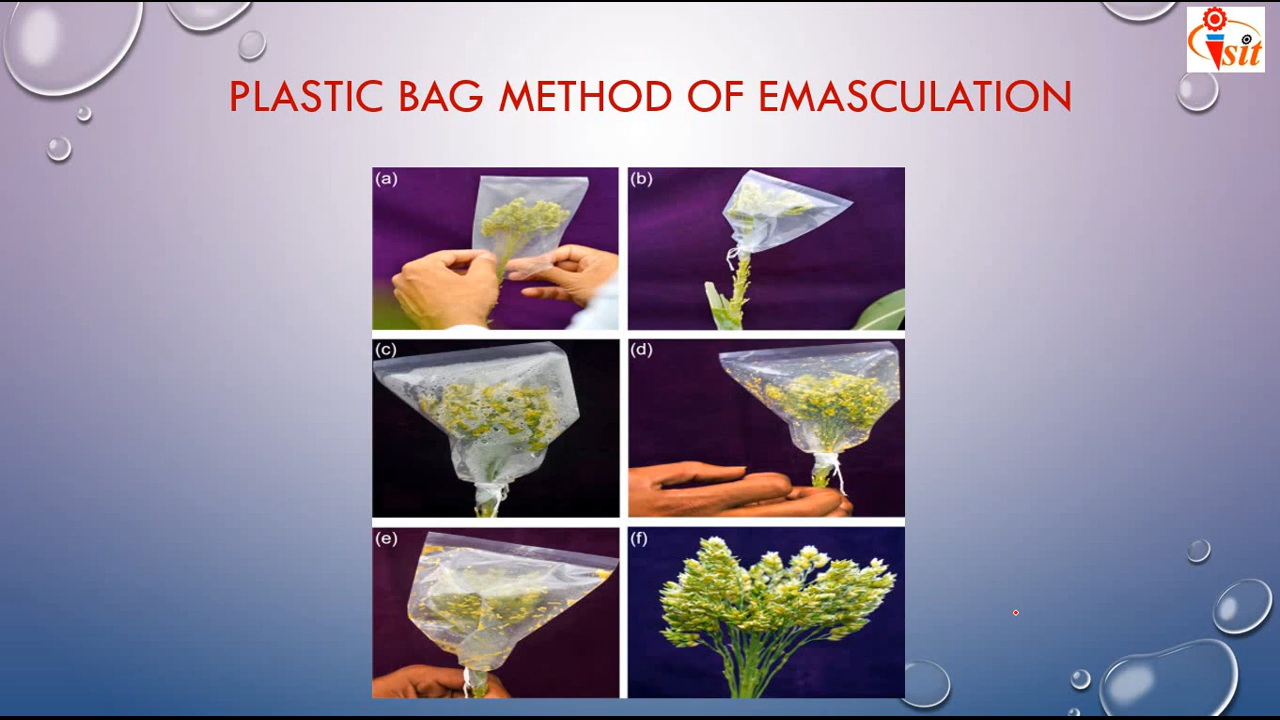 sit
PLASTIC BAG METHOD OF EMASCULATION
(a)
(b)
(c)
(d)
(e)
(f)